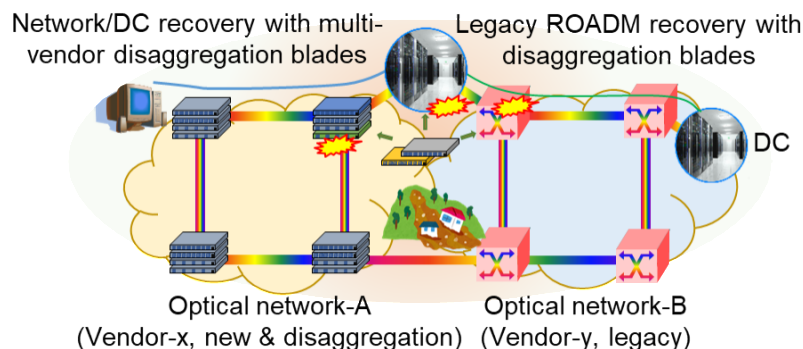 Network/DC recovery with multi-
vendor disaggregation blades
Legacy ROADM recovery with
disaggregation blades
DC
Optical network-A
(Vendor-x, new & disaggregation)
Optical network-B
(Vendor-y, legacy)